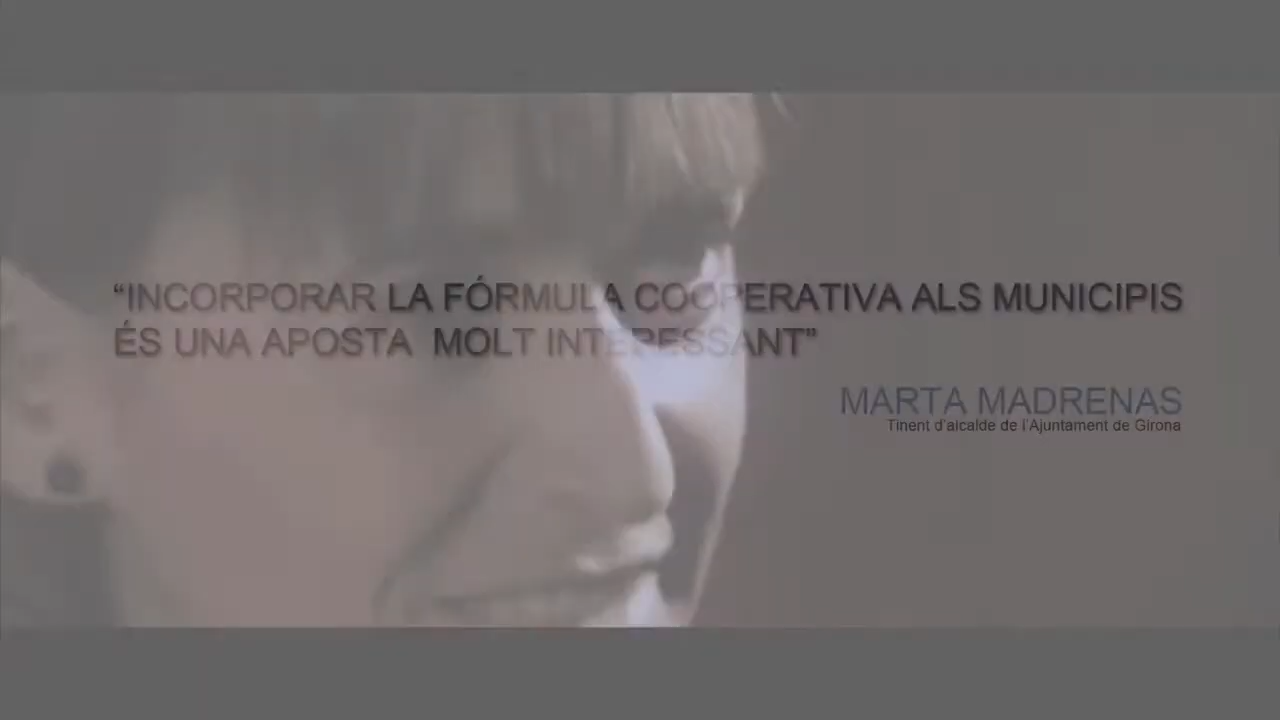 “INCORPORAR LA FÓRMULA COOPERATIVA ALS MUNICIPIS
ÉS UNA APOSTA MOLT INTERESSANT”
MARTA MADRENAS
Tinent d'alcalde de l'Ajuntament de Girona